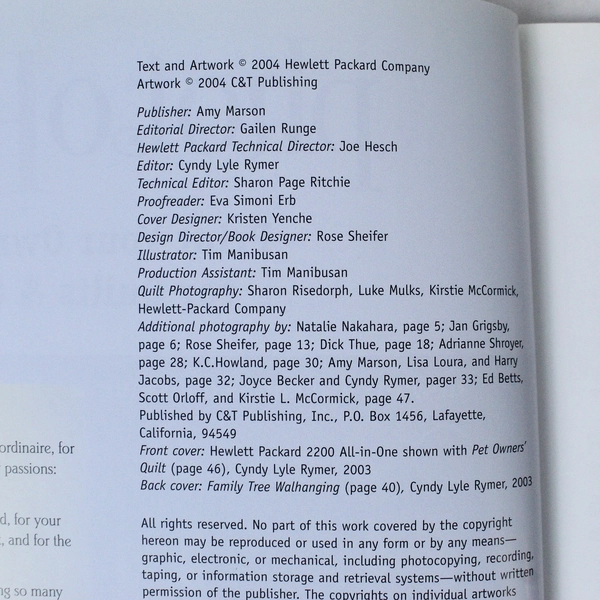 Text and Artwork © 2004 Hewlett Packard Company
Artwork © 2004 C&T Publishing
Publisher: Amy Marson
Editorial Director: Gailen Runge
Hewlett Packard Technical Director: Joe Hesch
Editor: Cyndy Lyle Rymer
Technical Editor: Sharon Page Ritchie
Proofreader: Eva Simoni Erb
Cover Designer: Kristen Yenche
Design Director/Book Designer: Rose Sheifer
Illustrator: Tim Manibusan
Production Assistant: Tim Manibusan
Quilt Photography: Sharon Risedorph, Luke Mulks, Kirstie McCormick,
Hewlett-Packard Company
Additional photography by: Natalie Nakahara, page 5; Jan Grigsby,
page 6; Rose Sheifer, page 13; Dick Thue, page 18; Adrianne Shroyer,
page 28; K.C.Howland, page 30; Amy Marson, Lisa Loura, and Harry
Jacobs, page 32; Joyce Becker and Cyndy Rymer, pager 33; Ed Betts,
Scott Orloff, and Kirstie L. McCormick, page 47.
Published by C&T Publishing, Inc., P.O. Box 1456, Lafayette,
California, 94549
Front cover: Hewlett Packard 2200 All-in-One shown with Pet Owners'
Quilt (page 46), Cyndy Lyle Rymer, 2003
Back cover: Family Tree Walhanging (page 40), Cyndy Lyle Rymer, 2003
All rights reserved. No part of this work covered by the copyright
hereon may be reproduced or used in any form or by any means—
graphic, electronic, or mechanical, including photocopying, recording,
taping, or information storage and retrieval systems—without written
permission of the publisher. The copyrights on individual artworks
ordinaire, for
passions:
d, for your
, and for the
ng so many